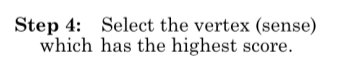 Step 4: Select the vertex (sense)
which has the highest score.